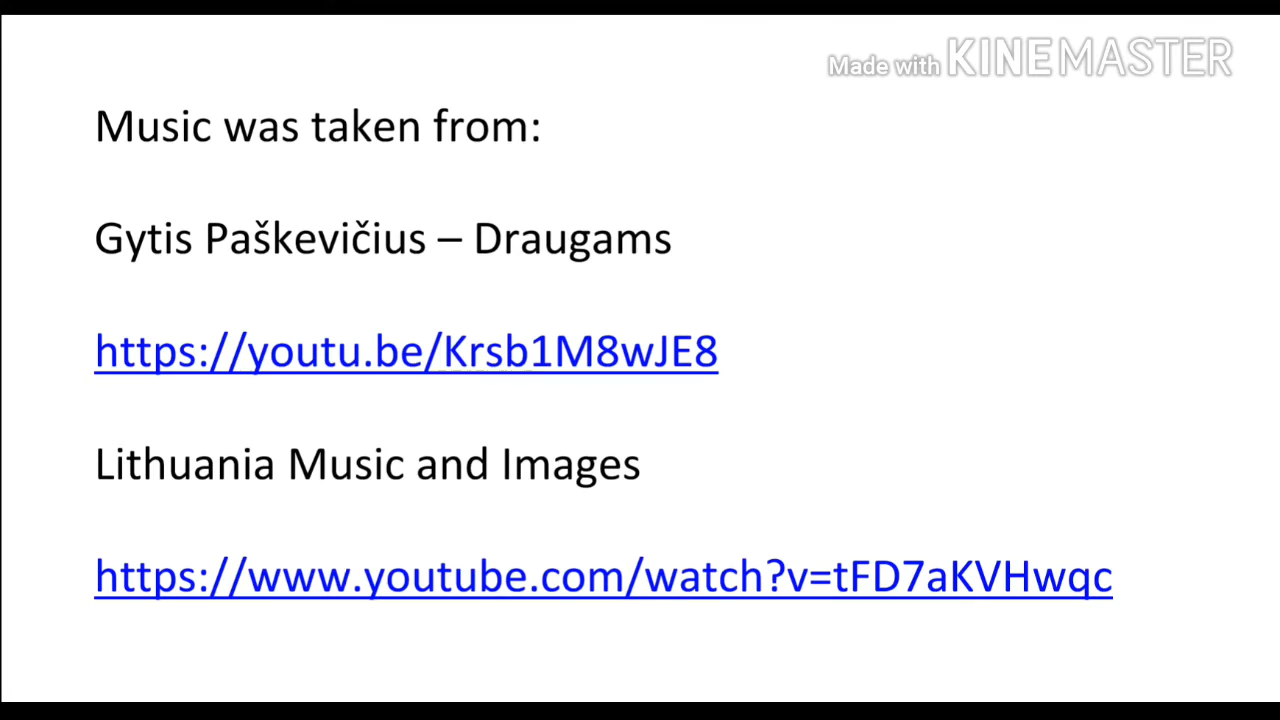 Made with KINEMASTER
Music was taken from:
Gytis Paškevičius – Draugams
https://youtu.be/Krsb1M8wJE8
Lithuania Music and Images
https://www.youtube.com/watch?v=tFD7aKVHwqc